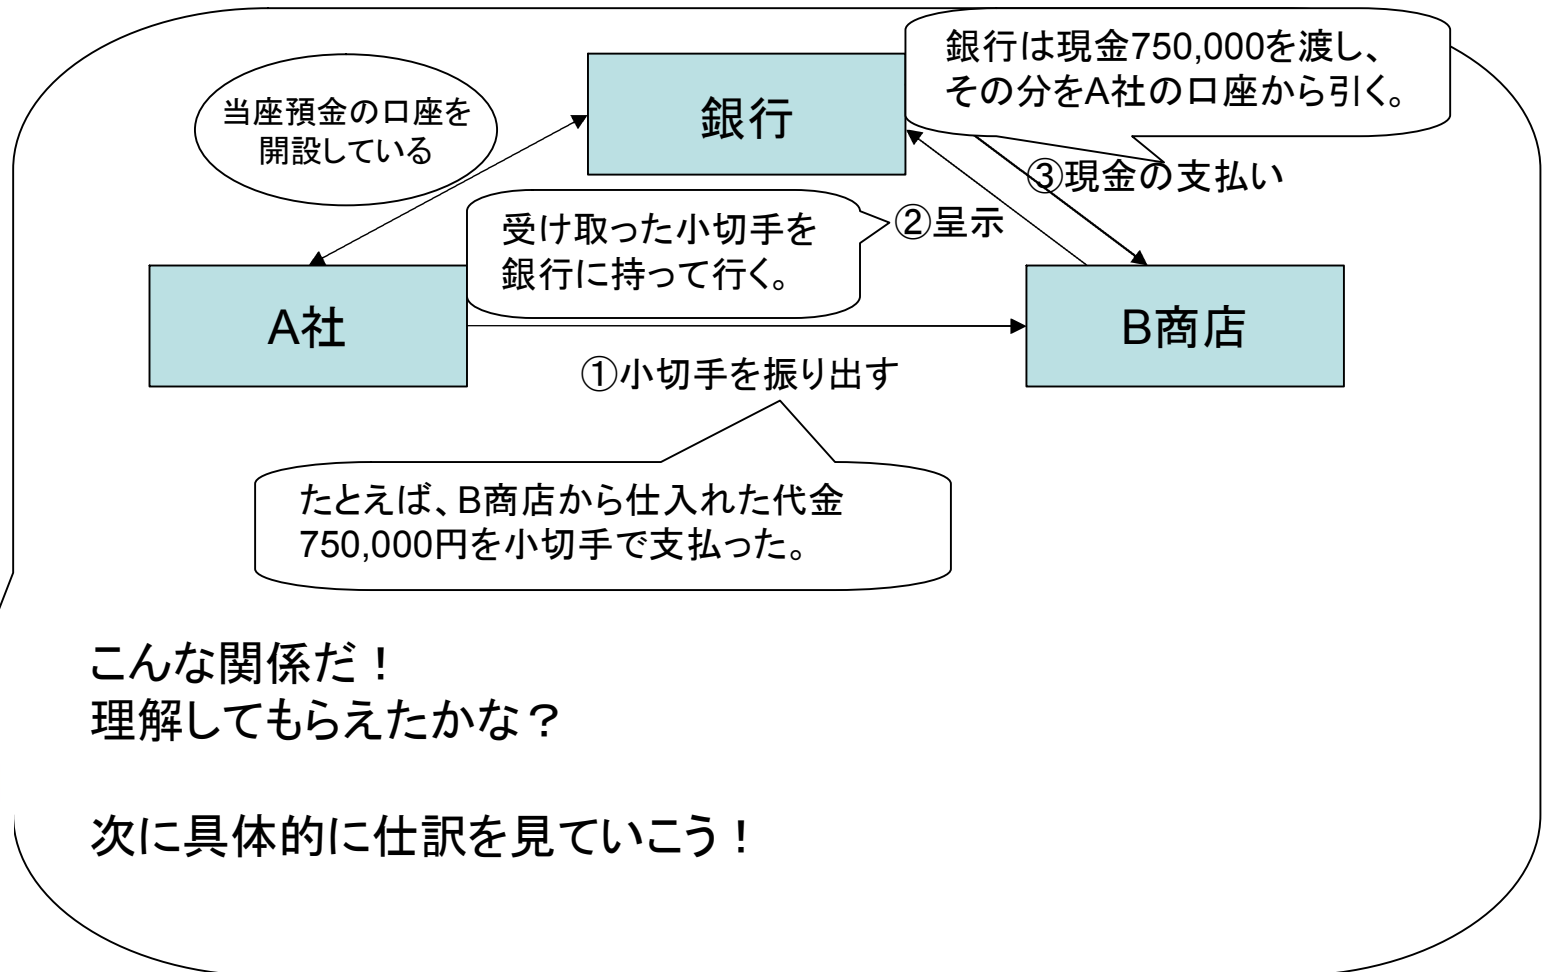 銀行は現金750,000を渡し、
その分をA社の口座から引く。
当座預金の口座を
開設している
銀行
③現金の支払い
受け取った小切手を
銀行に持って行く。
②呈示
A社
B商店
①小切手を振り出す
たとえば、B商店から仕入れた代金
750,000円を小切手で支払った。
こんな関係だ！
理解してもらえたかな？
次に具体的に仕訳を見ていこう！